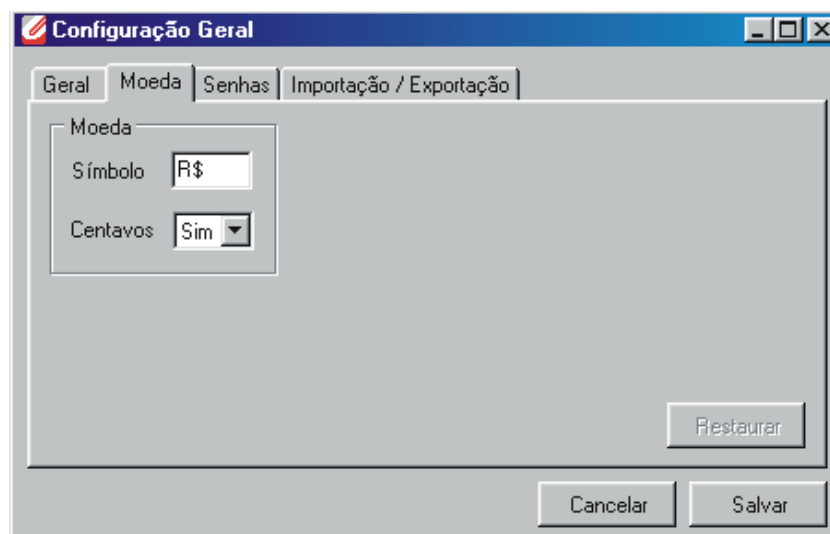 Configuração Geral
Geral Moeda Senhas Importação / Exportação
Moeda
Símbolo R$
Centavos Sim
Restaurar
Cancelar Salvar